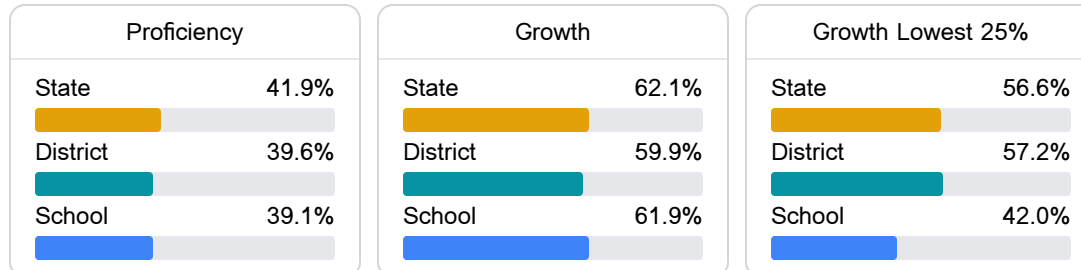 Proficiency
State 41.9%
District 39.6%
School 39.1%
Growth
State 62.1%
District 59.9%
School 61.9%
Growth Lowest 25%
State 56.6%
District 57.2%
School 42.0%